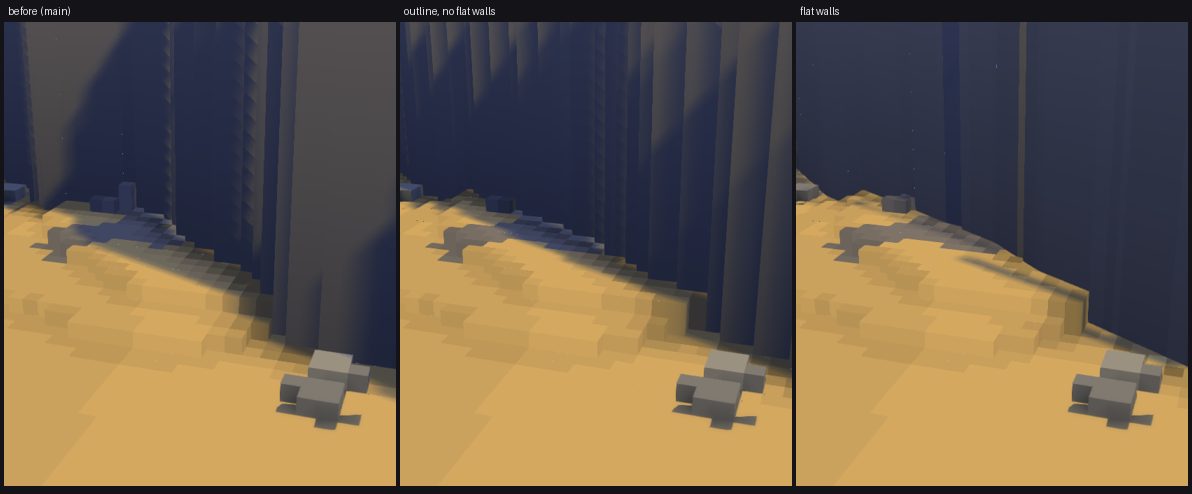 before (main)
outline, no flat walls
flat walls